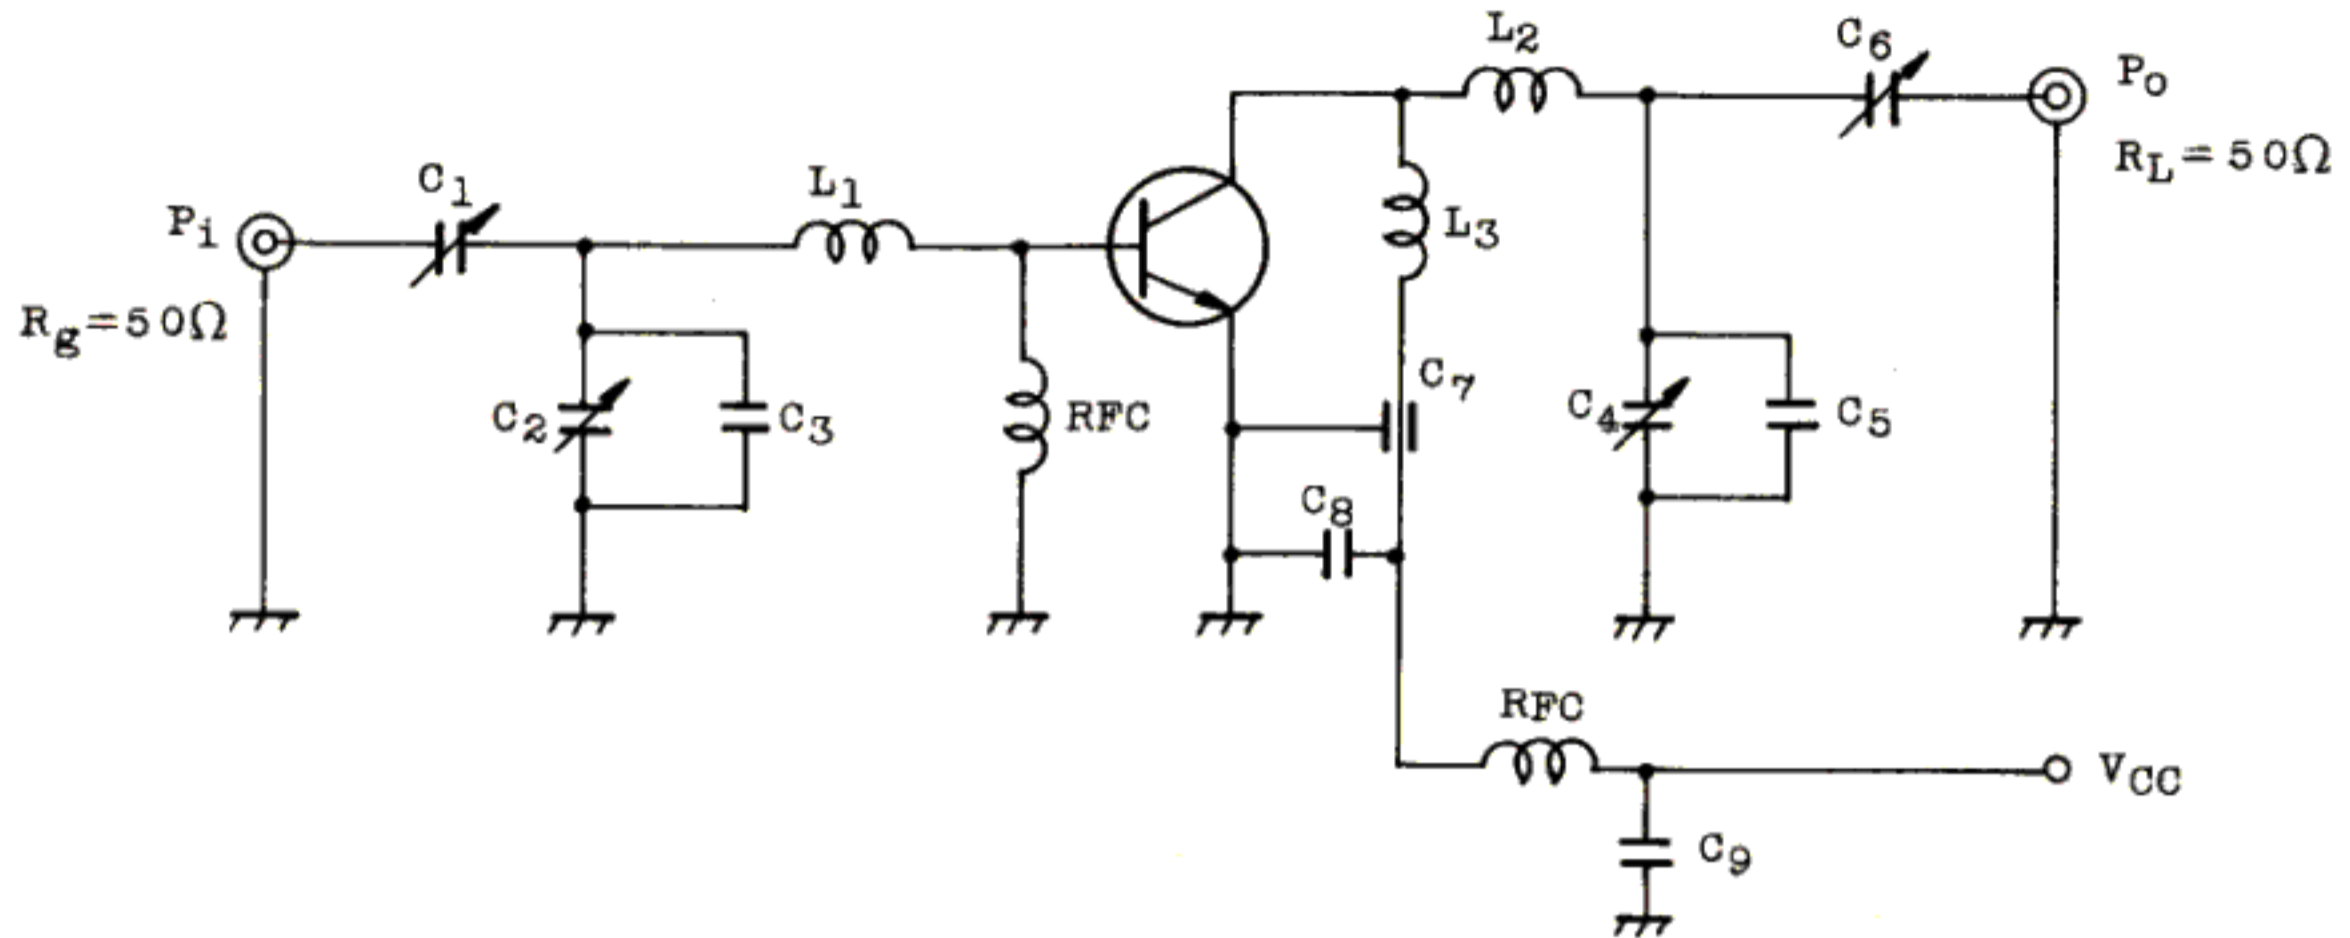 L2
C6
Po
RL=50Ω
C1
L1
Pi
Rg=50Ω
L3
C7
C2
C3
RFC
C4
C5
C8
RFC
VCC
C9